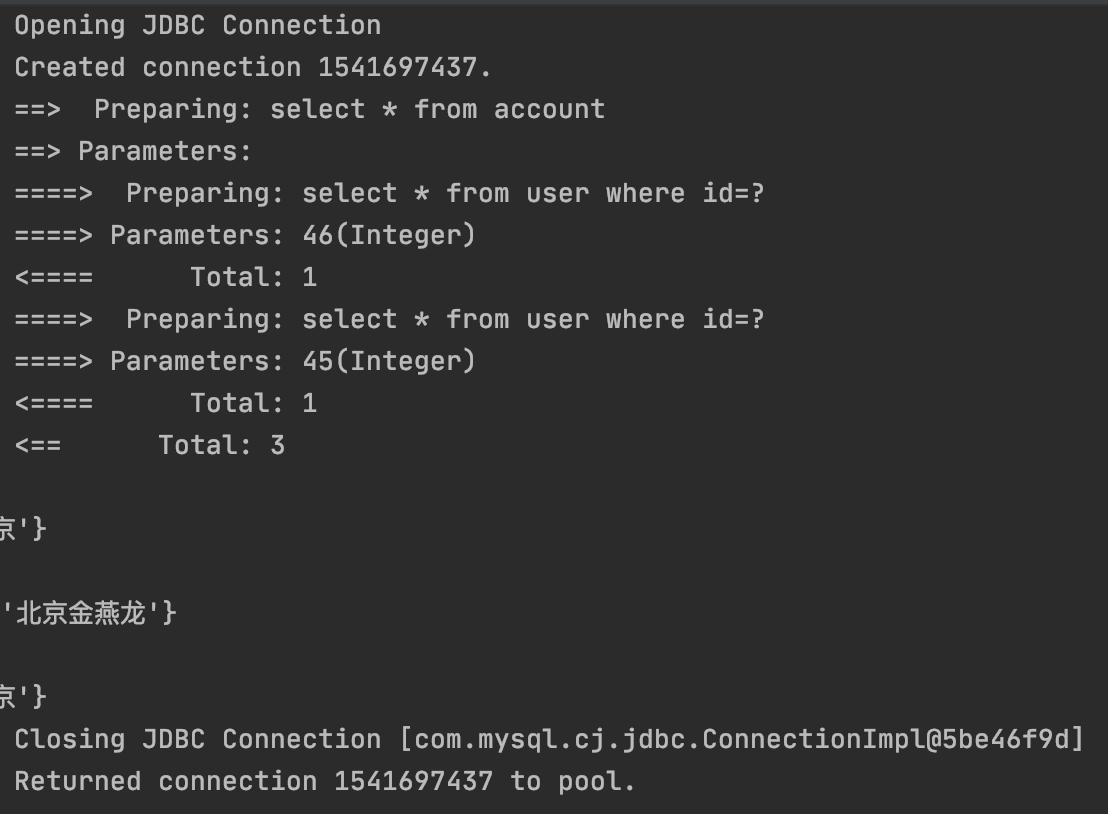 Opening JDBC Connection
Created connection 1541697437.
==>  Preparing: select * from account
==> Parameters:
====>  Preparing: select * from user where id=?
====> Parameters: 46(Integer)
<====      Total: 1
====>  Preparing: select * from user where id=?
====> Parameters: 45(Integer)
<====      Total: 1
<==      Total: 3
京'}
'北京金燕龙'}
京'}
Closing JDBC Connection [com.mysql.cj.jdbc.ConnectionImpl@5be46f9d]
Returned connection 1541697437 to pool.